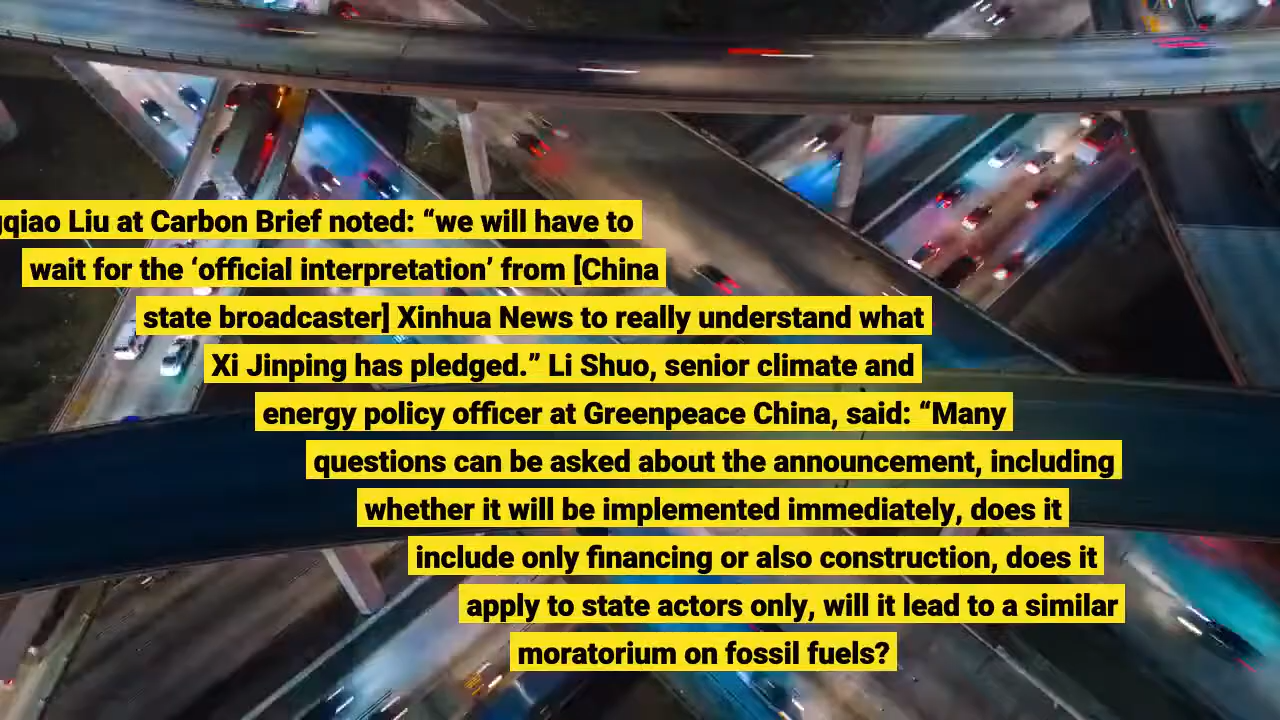 Liu at Carbon Brief noted: “we will have to
wait for the ‘official interpretation’ from [China
state broadcaster] Xinhua News to really understand what
Xi Jinping has pledged.” Li Shuo, senior climate and
energy policy officer at Greenpeace China, said: “Many
questions can be asked about the announcement, including
whether it will be implemented immediately, does it
include only financing or also construction, does it
apply to state actors only, will it lead to a similar
moratorium on fossil fuels?